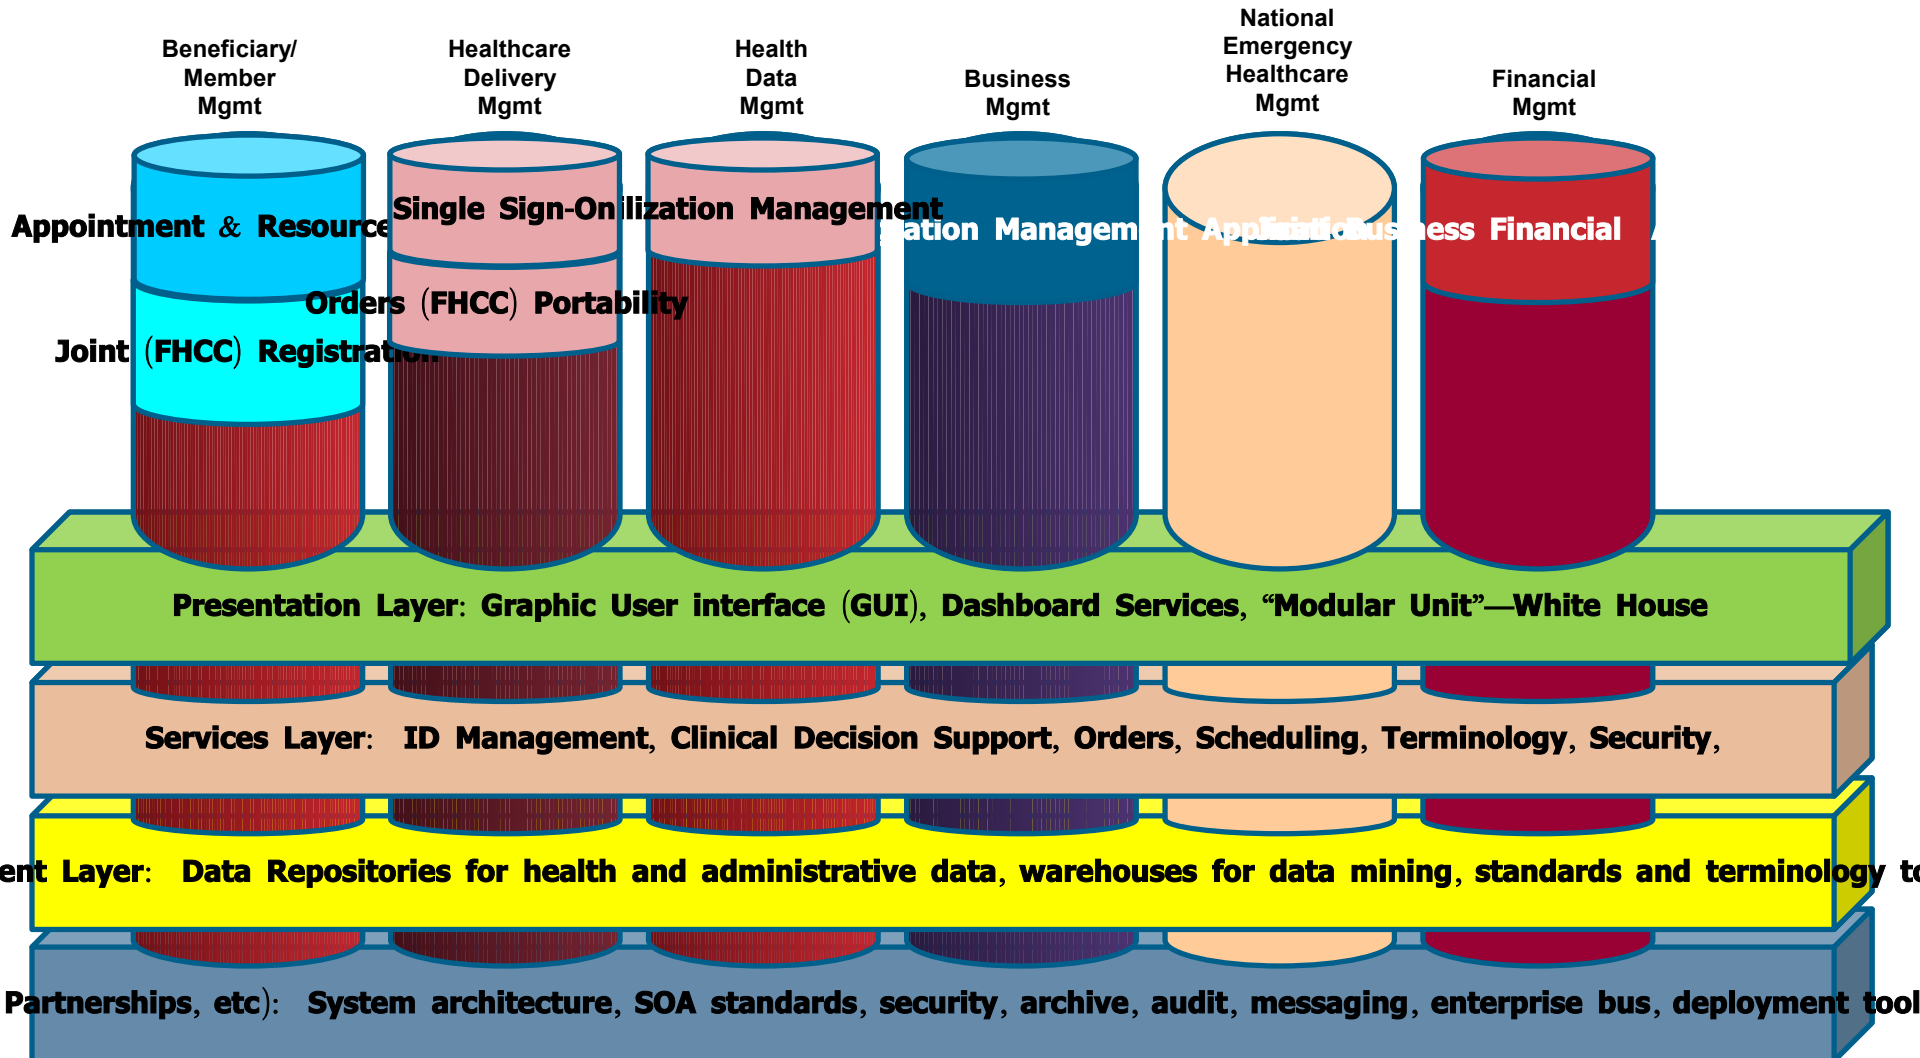 Beneficiary/
Member
Mgmt
Healthcare
Delivery
Mgmt
Health
Data
Mgmt
Business
Mgmt
National
Emergency
Healthcare
Mgmt
Financial
Mgmt
Appointment & Resource
Single Sign-On
Management
Management
Business Financial
Orders (FHCC) Portability
Joint (FHCC) Registration
Presentation Layer: Graphic User interface (GUI), Dashboard Services, “Modular Unit”—White House
Services Layer: ID Management, Clinical Decision Support, Orders, Scheduling, Terminology, Security,
Layer: Data Repositories for health and administrative data, warehouses for data mining, standards and terminology
Partnerships, etc): System architecture, SOA standards, security, archive, audit, messaging, enterprise bus, deployment tool